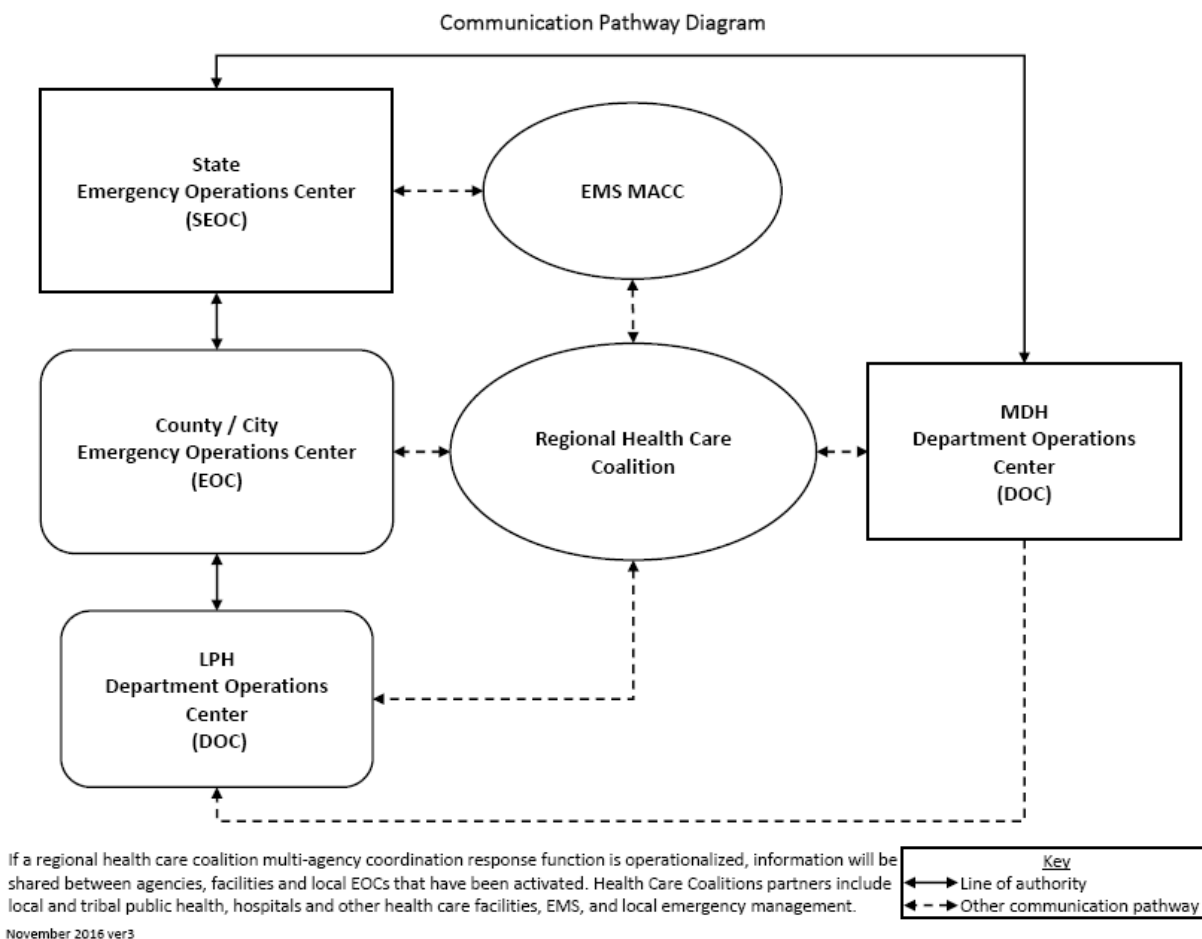 Communication Pathway Diagram
State
Emergency Operations Center
(SEOC)
EMS MACC
County / City
Emergency Operations Center
(EOC)
Regional Health Care
Coalition
MDH
Department Operations
Center
(DOC)
LPH
Department Operations
Center
(DOC)
If a regional health care coalition multi-agency coordination response function is operationalized, information will be
shared between agencies, facilities and local EOCs that have been activated. Health Care Coalitions partners include
local and tribal public health, hospitals and other health care facilities, EMS, and local emergency management.
November 2016 ver3
Key
Line of authority
Other communication pathway